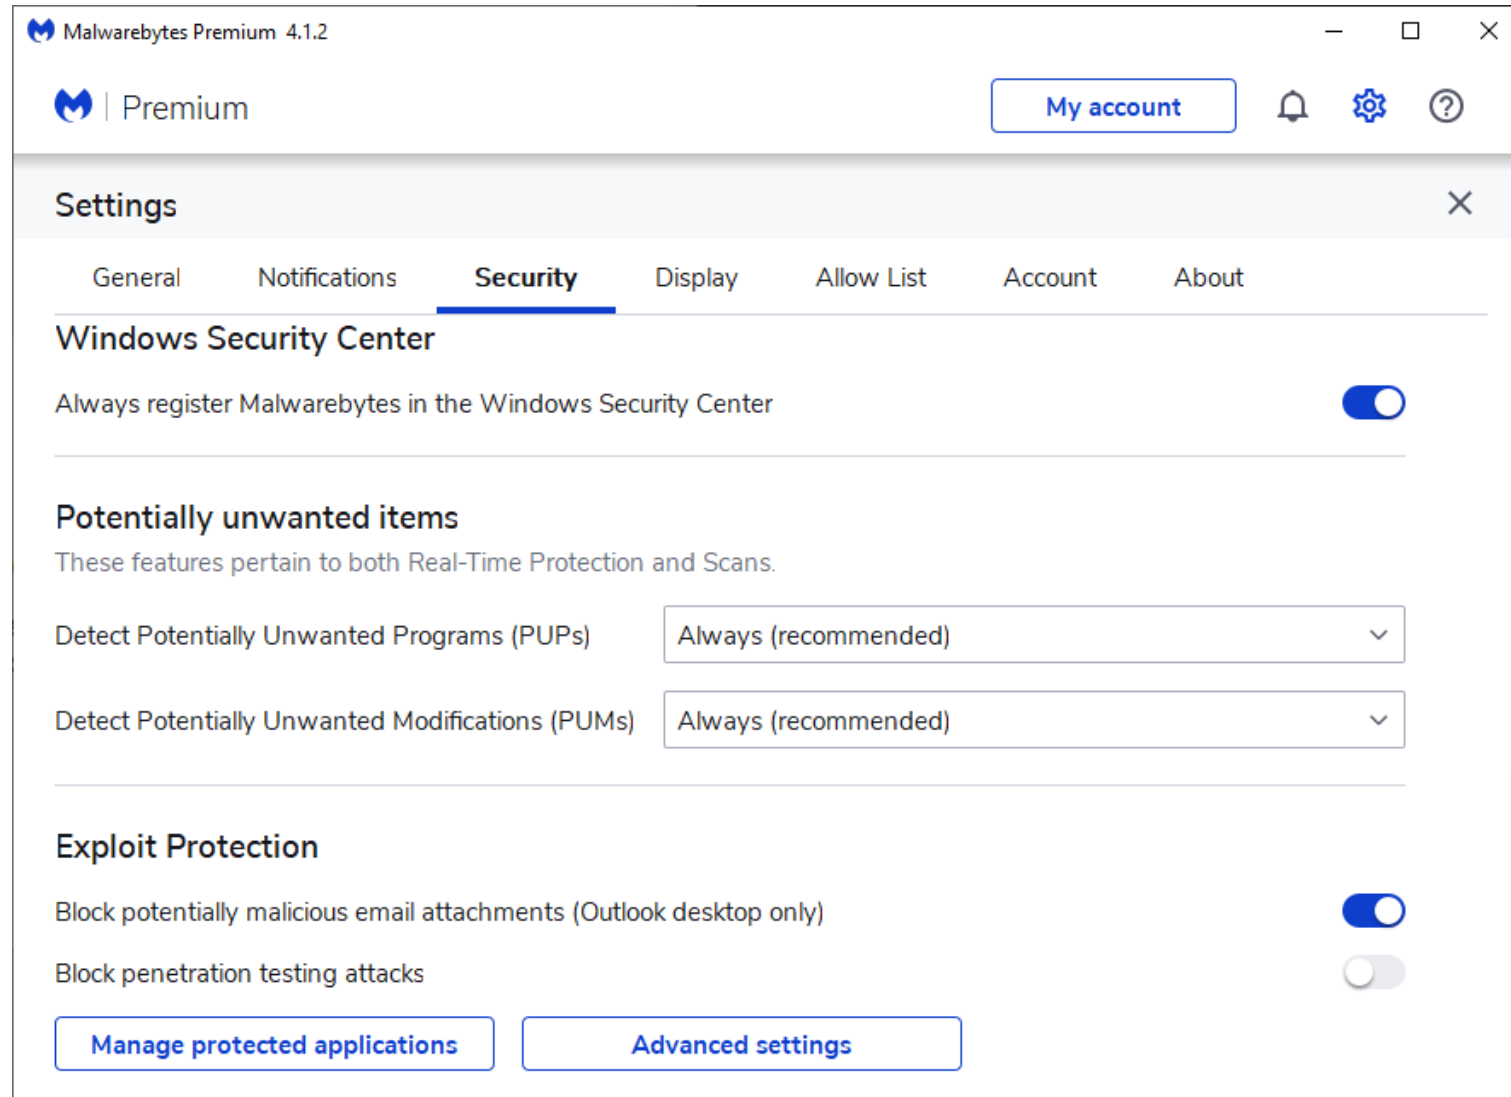 Malwarebytes Premium 4.1.2
Premium
My account
Settings
General Notifications Security Display Allow List Account About
Windows Security Center
Always register Malwarebytes in the Windows Security Center
Potentially unwanted items
These features pertain to both Real-Time Protection and Scans.
Detect Potentially Unwanted Programs (PUPs) Always (recommended)
Detect Potentially Unwanted Modifications (PUMs) Always (recommended)
Exploit Protection
Block potentially malicious email attachments (Outlook desktop only)
Block penetration testing attacks
Manage protected applications Advanced settings